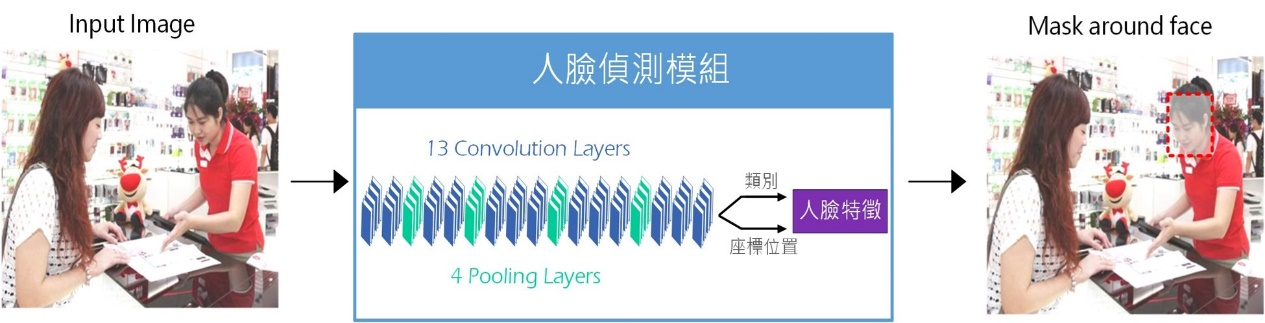 Input Image
人臉偵測模組
13 Convolution Layers
4 Pooling Layers
類別
座標位置
人臉特徵
Mask around face